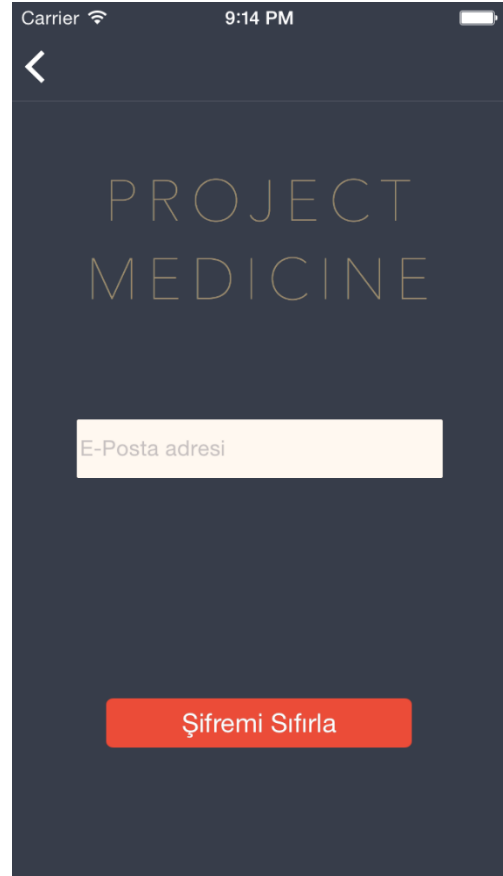 Carrier 9:14 PM
PROJECT
MEDICINE
E-Posta adresi
Şifremi Sıfırla